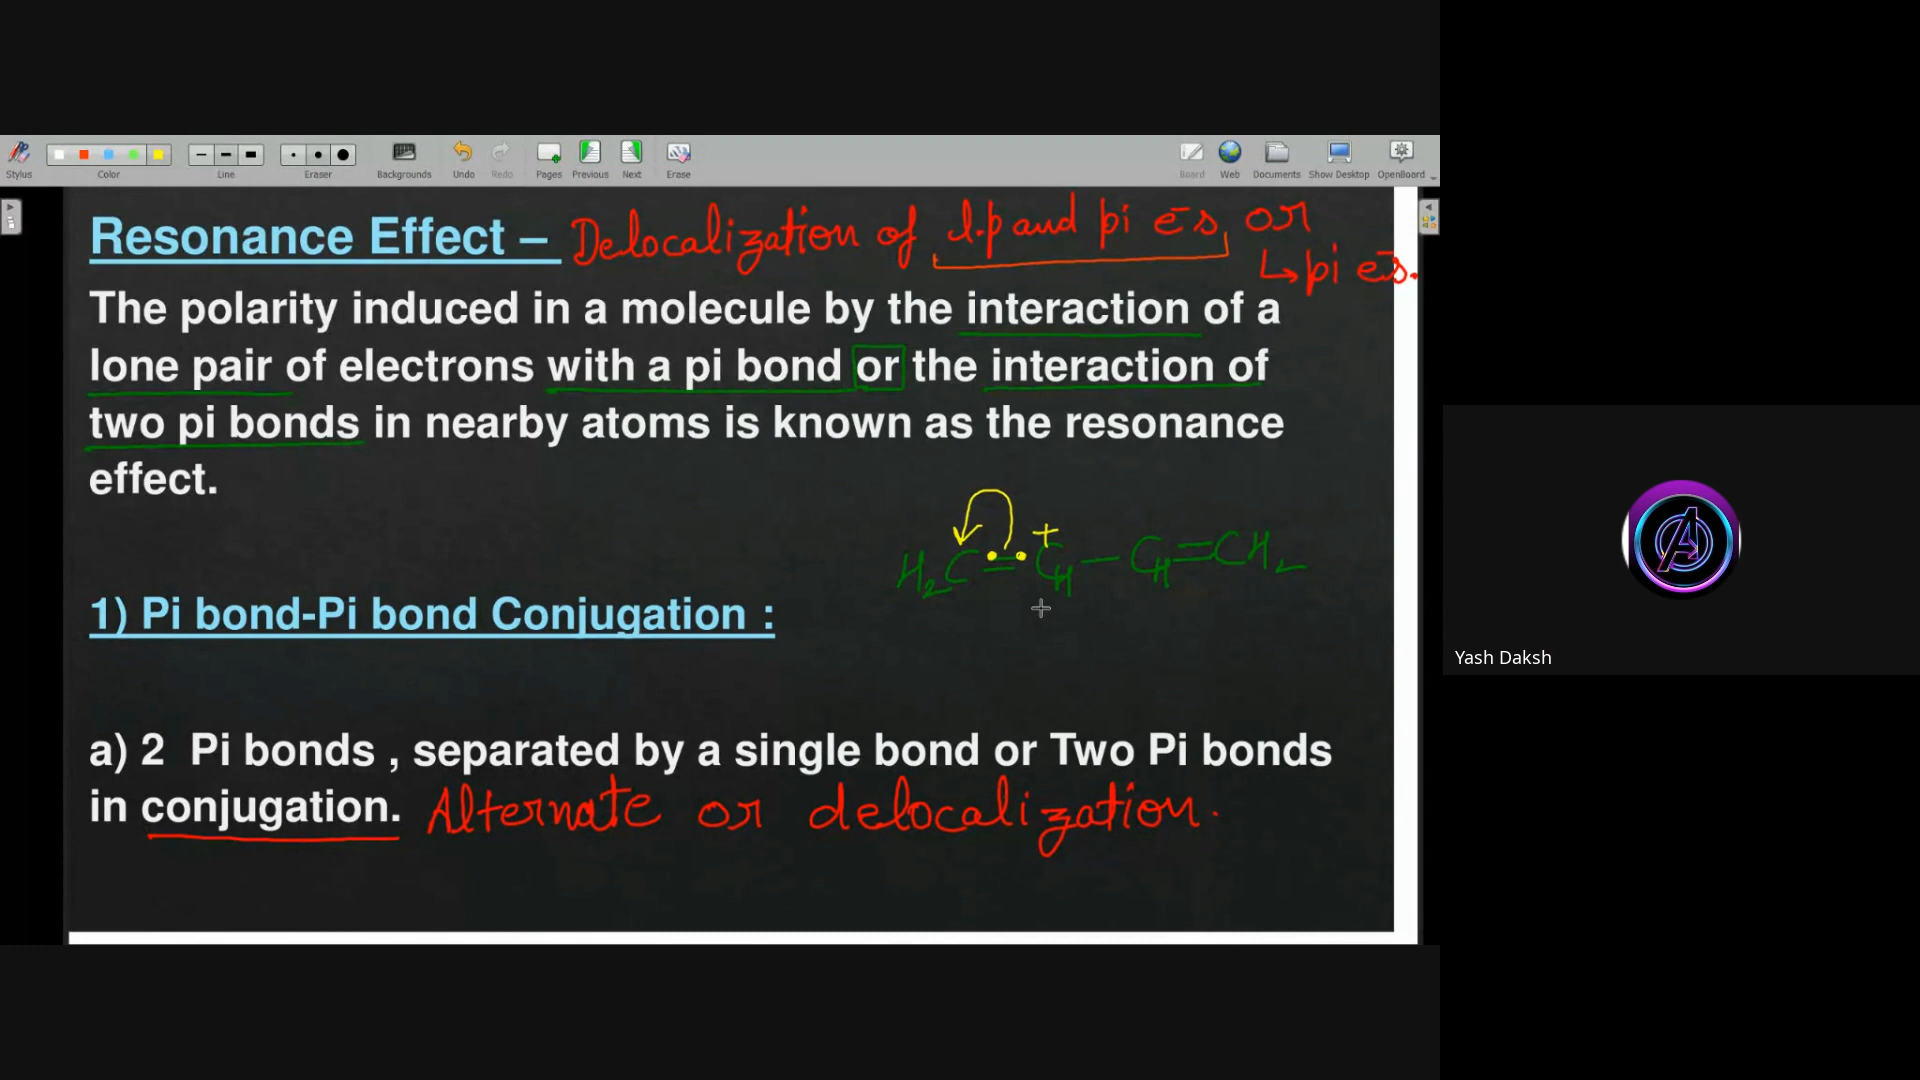 Stylus Color Line Eraser Backgrounds Undo Redo Pages Previous Next Erase Board Web Documents Show Desktop OpenBoard
Resonance Effect – Delocalization of l.p and pi e⁻s or
↳ pi e⁻s.
The polarity induced in a molecule by the interaction of a
lone pair of electrons with a pi bond or the interaction of
two pi bonds in nearby atoms is known as the resonance
effect.
+
H₂C = CH — CH = CH₂
1) Pi bond-Pi bond Conjugation :
Yash Daksh
a) 2 Pi bonds , separated by a single bond or Two Pi bonds
in conjugation. Alternate or delocalization.